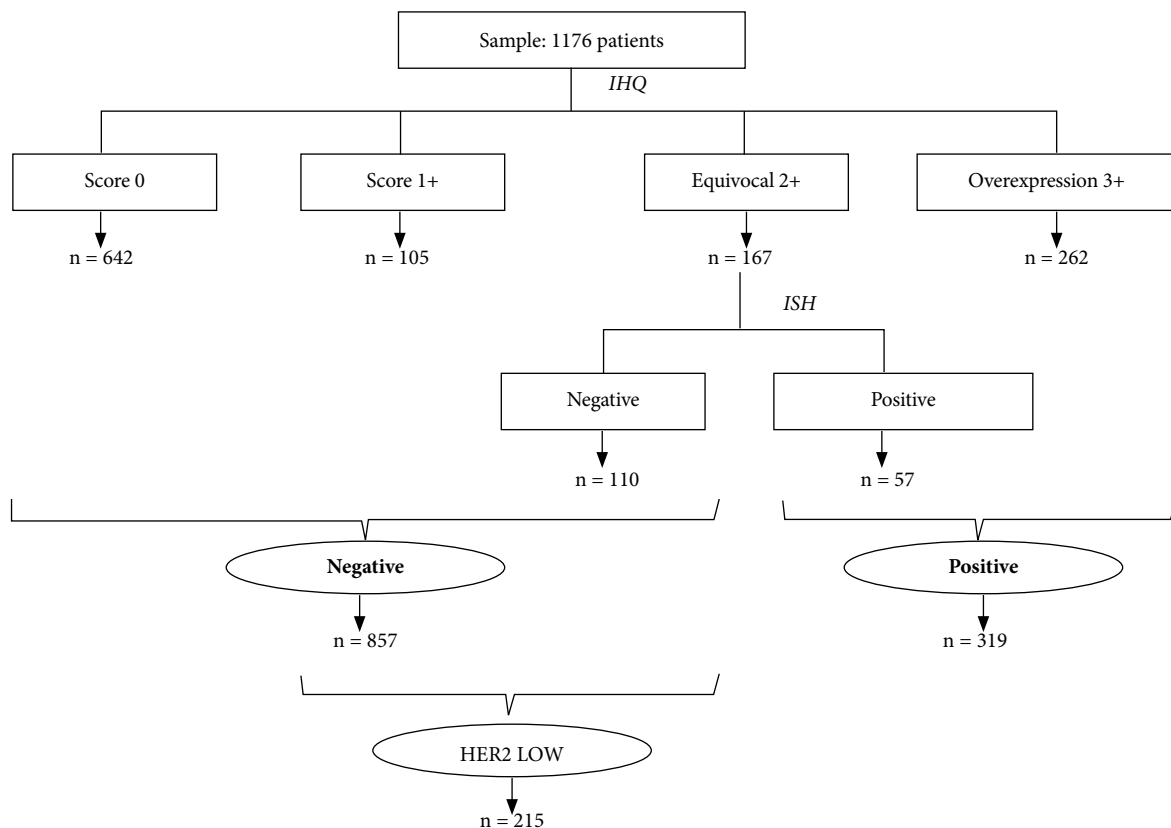 Sample: 1176 patients
IHQ
Score 0
Score 1+
Equivocal 2+
Overexpression 3+
n = 642
n = 105
n = 167
n = 262
ISH
Negative
Positive
n = 110
n = 57
Negative
Positive
n = 857
n = 319
HER2 LOW
n = 215